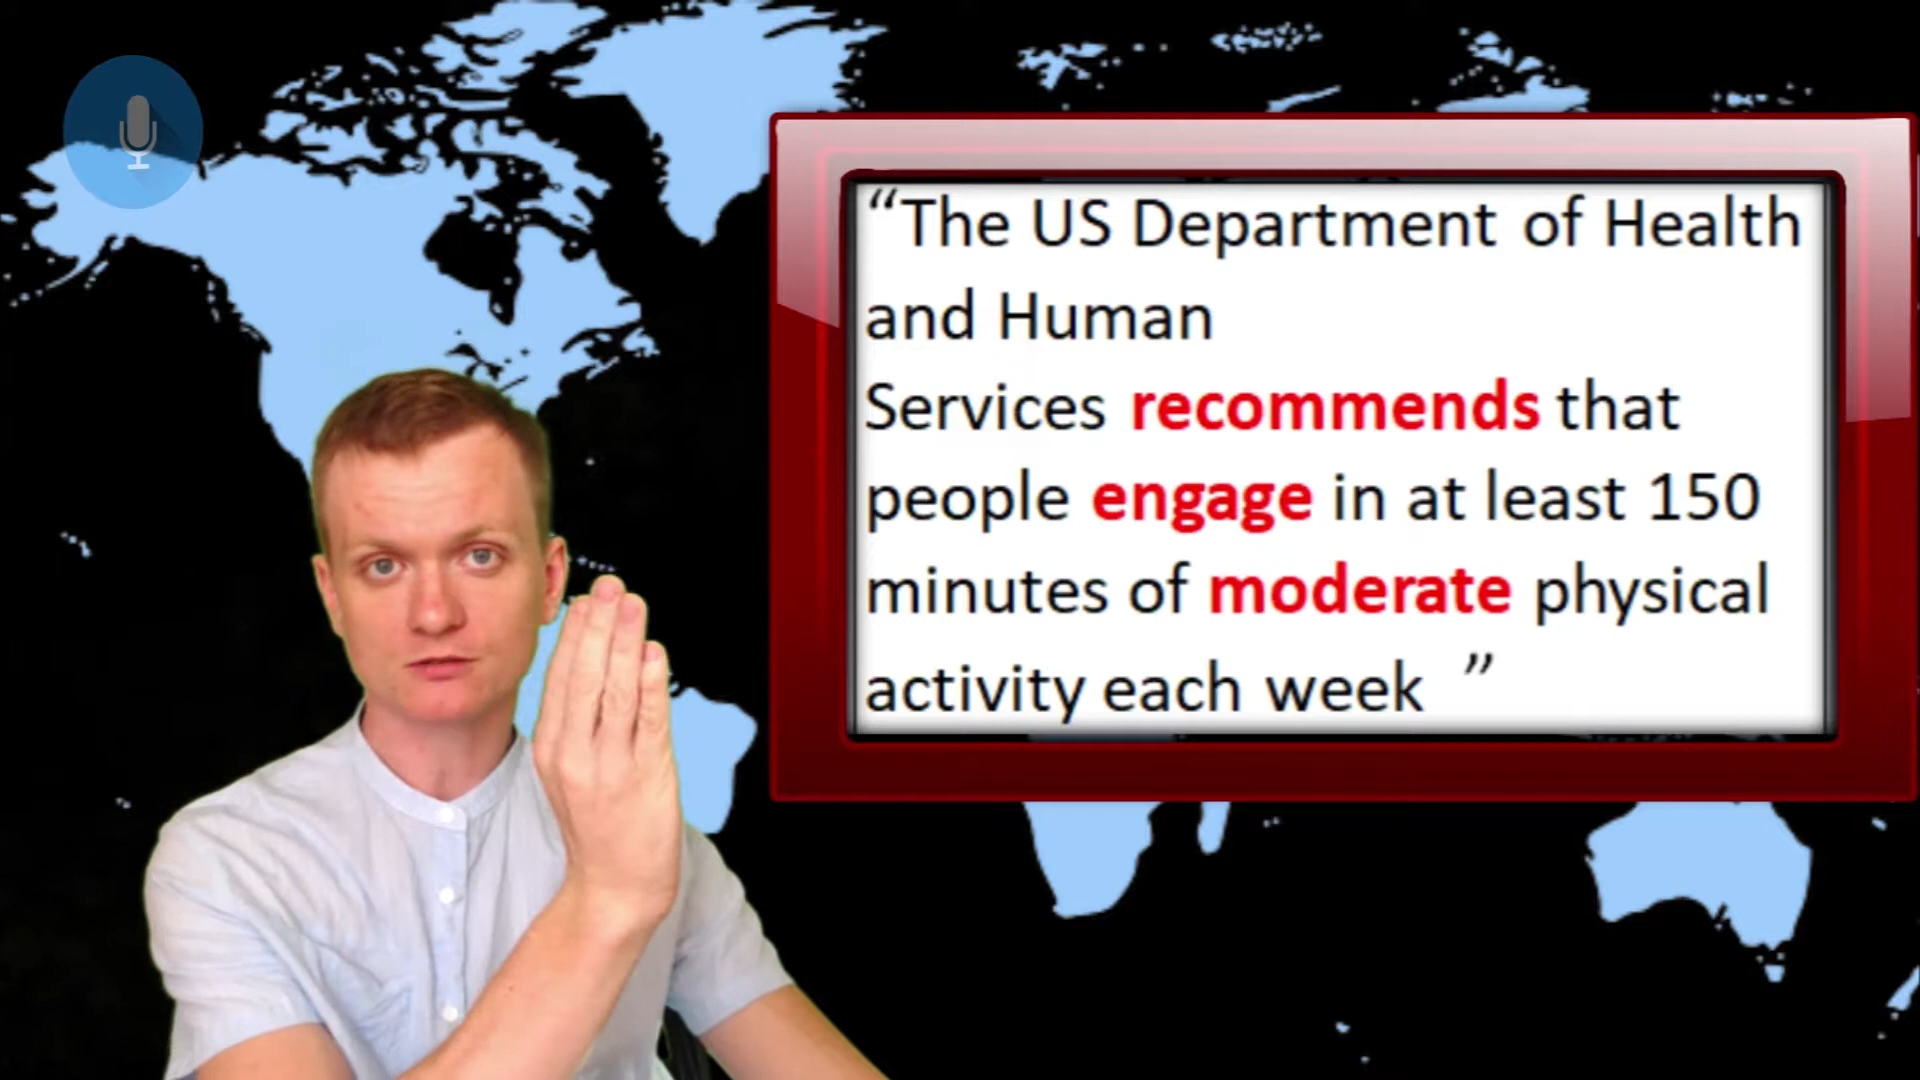 “The US Department of Health
and Human
Services recommends that
people engage in at least 150
minutes of moderate physical
activity each week ”